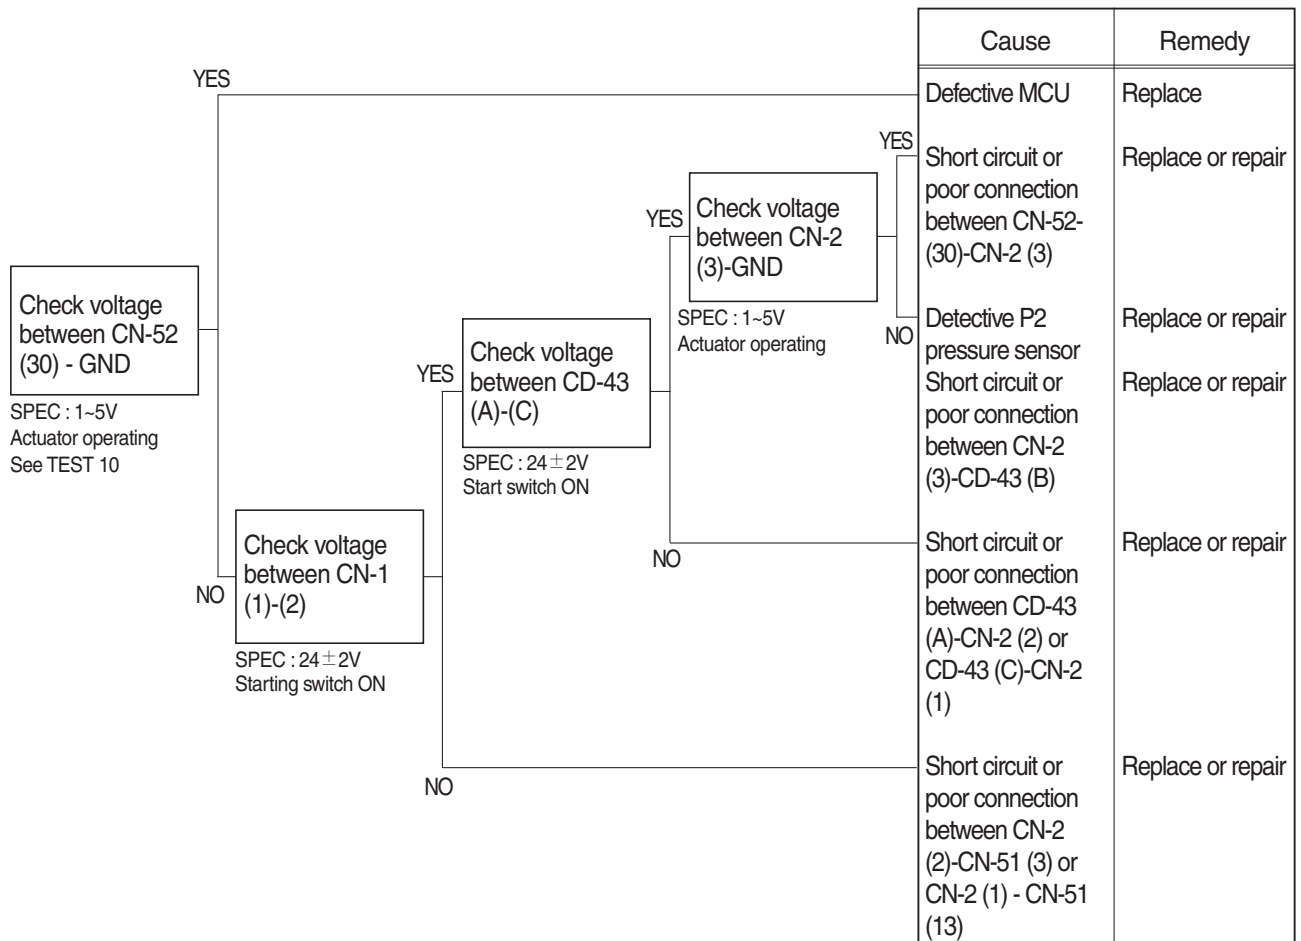 Cause
Remedy
YES
Defective MCU
Replace
YES
Short circuit or
poor connection
between CN-52-
(30)-CN-2 (3)
Replace or repair
YES
Check voltage
between CN-2
(3)-GND
SPEC : 1~5V
Actuator operating
NO
Detective P2
pressure sensor
Replace or repair
Short circuit or
poor connection
between CN-2
(3)-CD-43 (B)
Replace or repair
Check voltage
between CN-52
(30) - GND
SPEC : 1~5V
Actuator operating
See TEST 10
YES
Check voltage
between CD-43
(A)-(C)
SPEC : 24±2V
Start switch ON
NO
Short circuit or
poor connection
between CD-43
(A)-CN-2 (2) or
CD-43 (C)-CN-2
(1)
Replace or repair
NO
Check voltage
between CN-1
(1)-(2)
SPEC : 24±2V
Starting switch ON
NO
Short circuit or
poor connection
between CN-2
(2)-CN-51 (3) or
CN-2 (1) - CN-51
(13)
Replace or repair